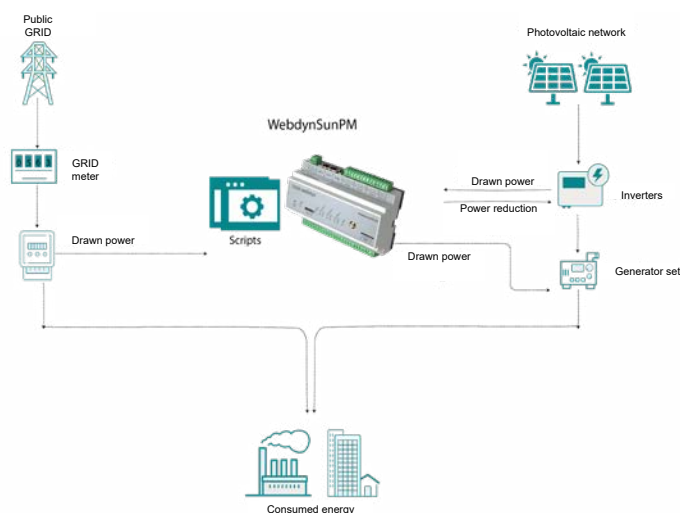 Public
GRID
Photovoltaic network
WebdynSunPM
GRID
meter
Drawn power
Inverters
Power reduction
Scripts
Drawn power
Drawn power
Generator set
Consumed energy